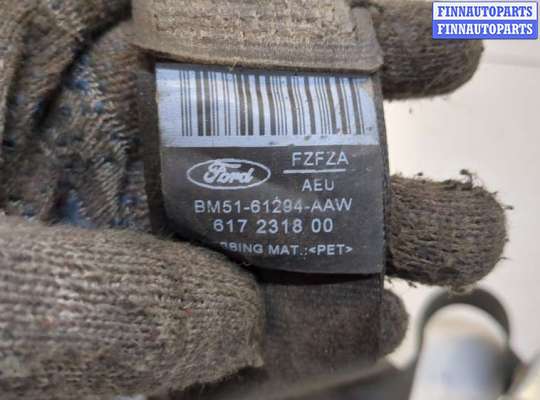 FINNAUTOPARTS
FINNAUTOPARTS
Ford
FZFZA
AEU
BM51-61294-AAW
617 2318 00
BBING MAT.:<PET>